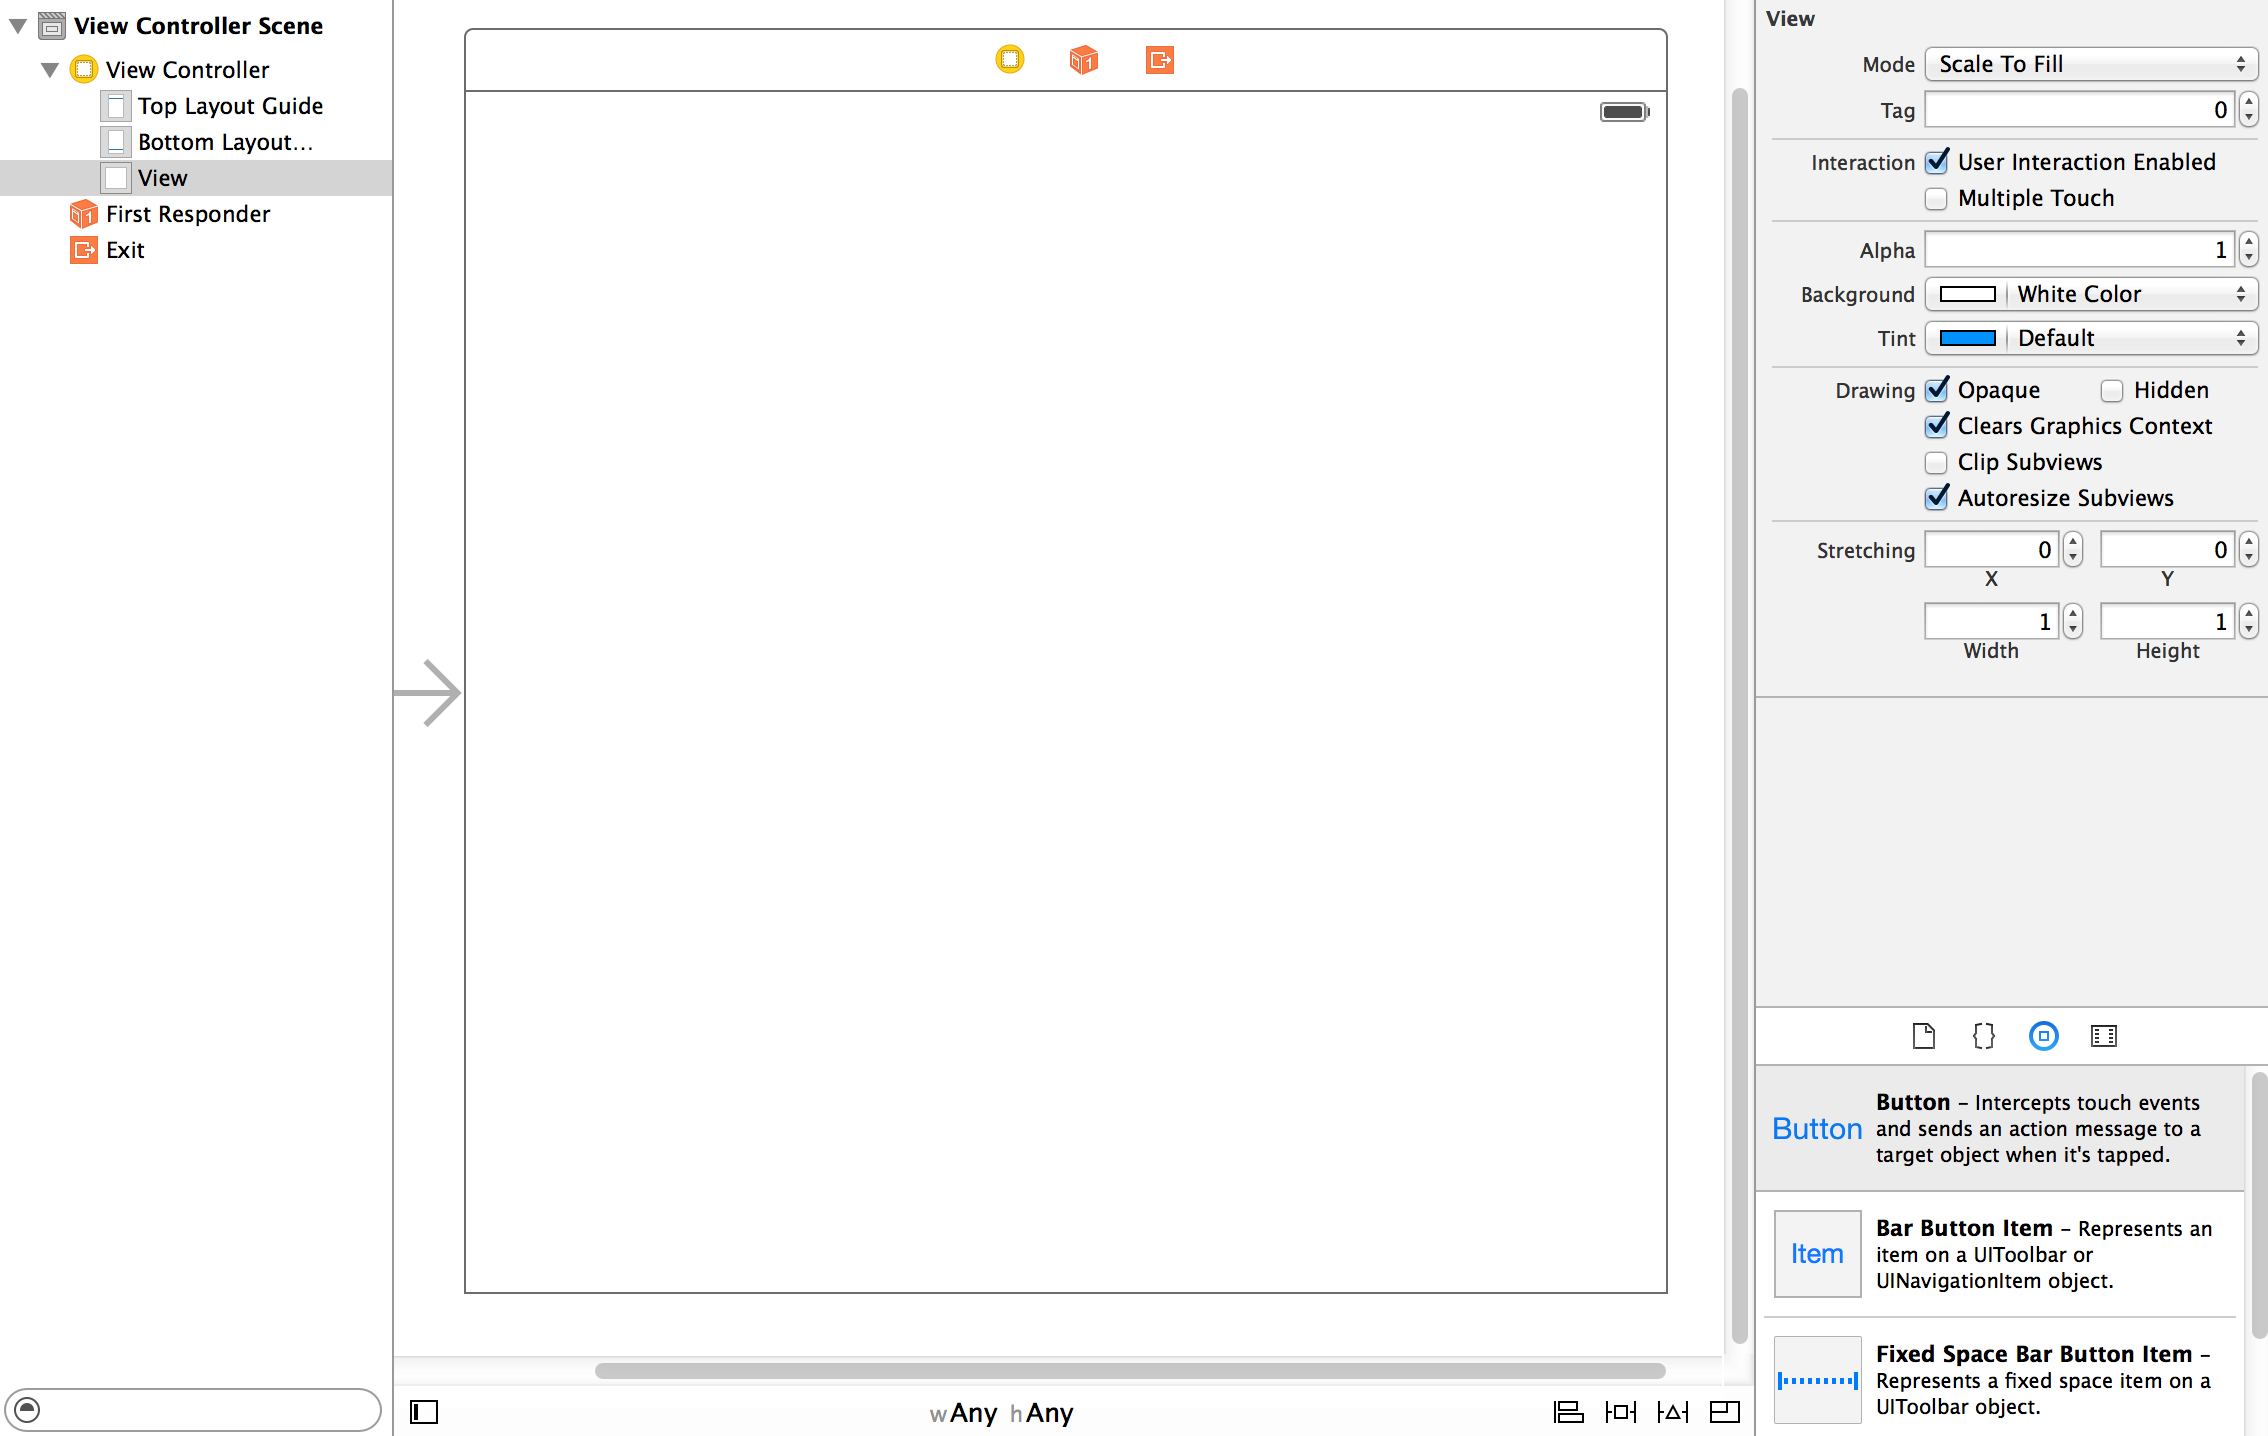 View Controller Scene
View Controller
Top Layout Guide
Bottom Layout...
View
First Responder
1
Exit
1
wAny hAny
View
Mode Scale To Fill
Tag 0
Interaction User Interaction Enabled
Multiple Touch
Alpha 1
Background White Color
Tint Default
Drawing Opaque Hidden
Clears Graphics Context
Clip Subviews
Autoresize Subviews
Stretching 0 0
X Y
1 1
Width Height
{}
Button
Button – Intercepts touch events
and sends an action message to a
target object when it's tapped.
Item
Bar Button Item – Represents an
item on a UIToolbar or
UINavigationItem object.
Fixed Space Bar Button Item –
Represents a fixed space item on a
UIToolbar object.